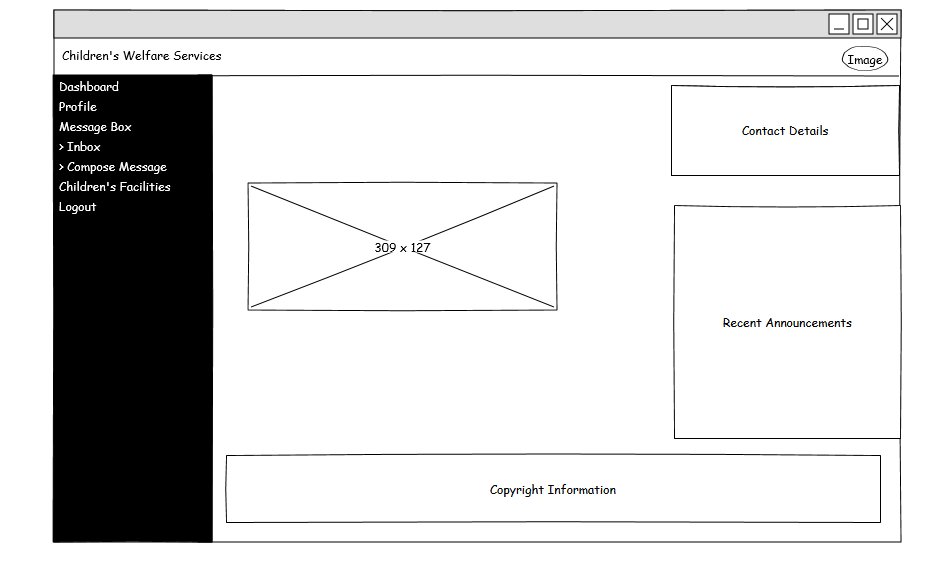 Children's Welfare Services
Image
Dashboard
Profile
Message Box
> Inbox
> Compose Message
Children's Facilities
Logout
Contact Details
309 x 127
Recent Announcements
Copyright Information